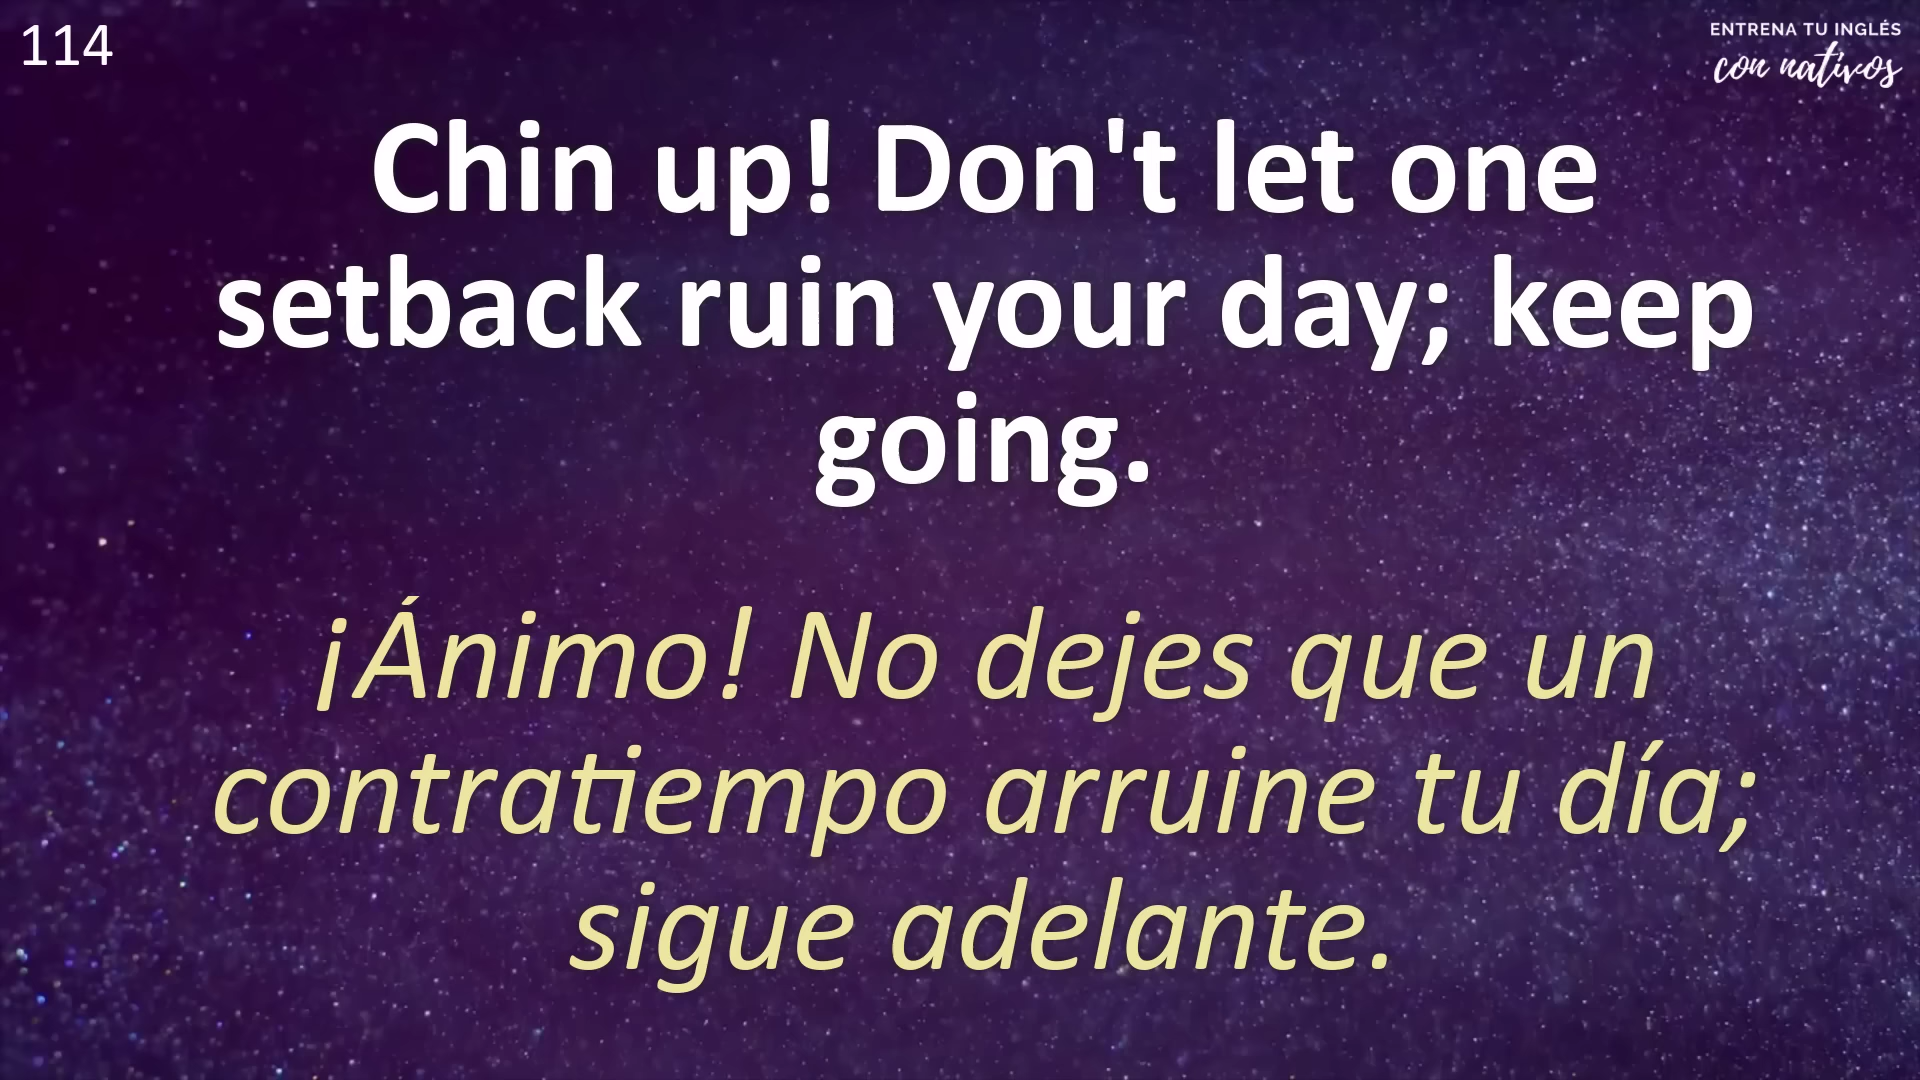 114
ENTRENA TU INGLÉS
con nativos
Chin up! Don't let one
setback ruin your day; keep
going.
¡Ánimo! No dejes que un
contratiempo arruine tu día;
sigue adelante.